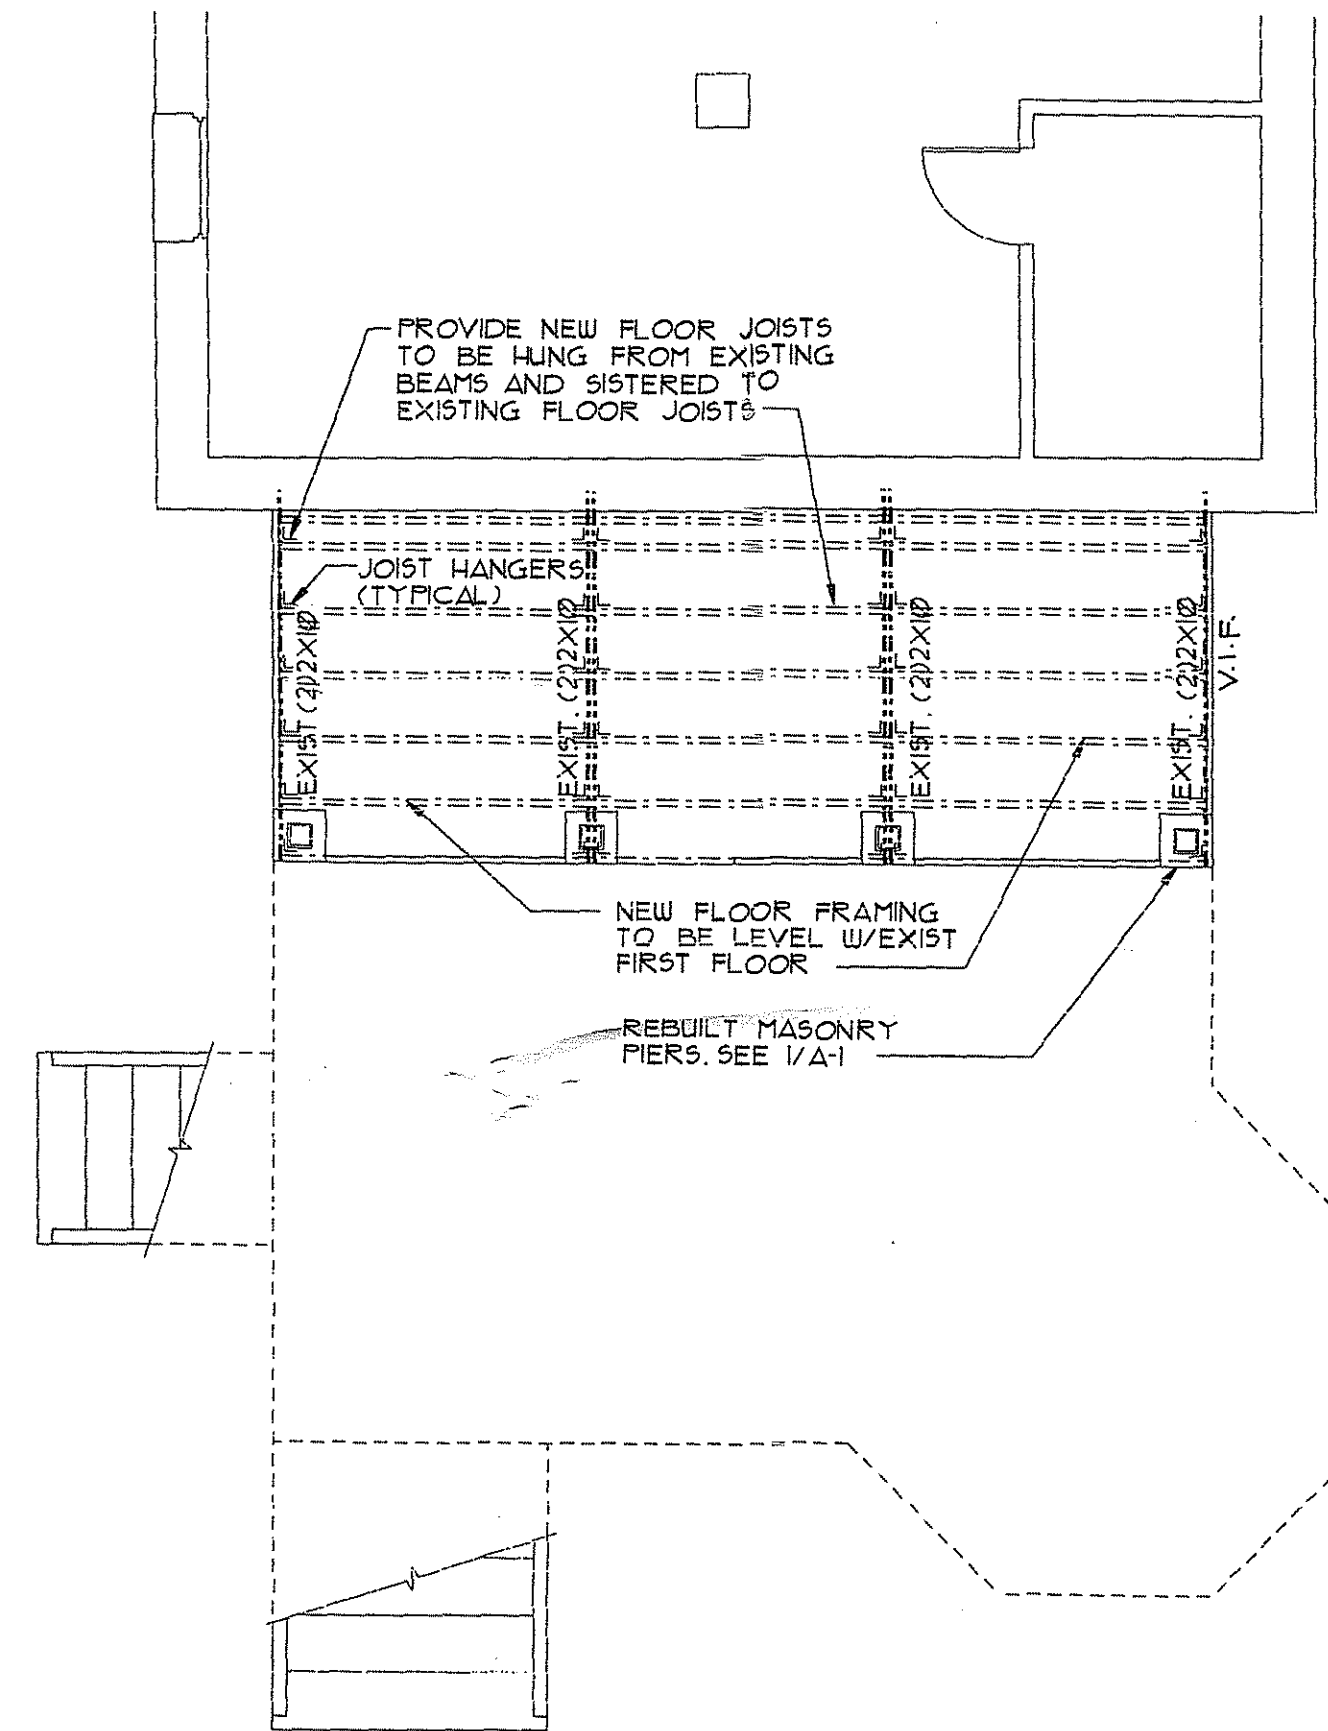 PROVIDE NEW FLOOR JOISTS
TO BE HUNG FROM EXISTING
BEAMS AND SISTERED TO
EXISTING FLOOR JOISTS
JOIST HANGERS
(TYPICAL)
EXIST (2)2X10
EXIST. (2)2X10
EXIST. (2)2X10
EXIST. (2)2X10
V.I.F.
NEW FLOOR FRAMING
TO BE LEVEL W/EXIST
FIRST FLOOR
REBUILT MASONRY
PIERS. SEE 1/A-1